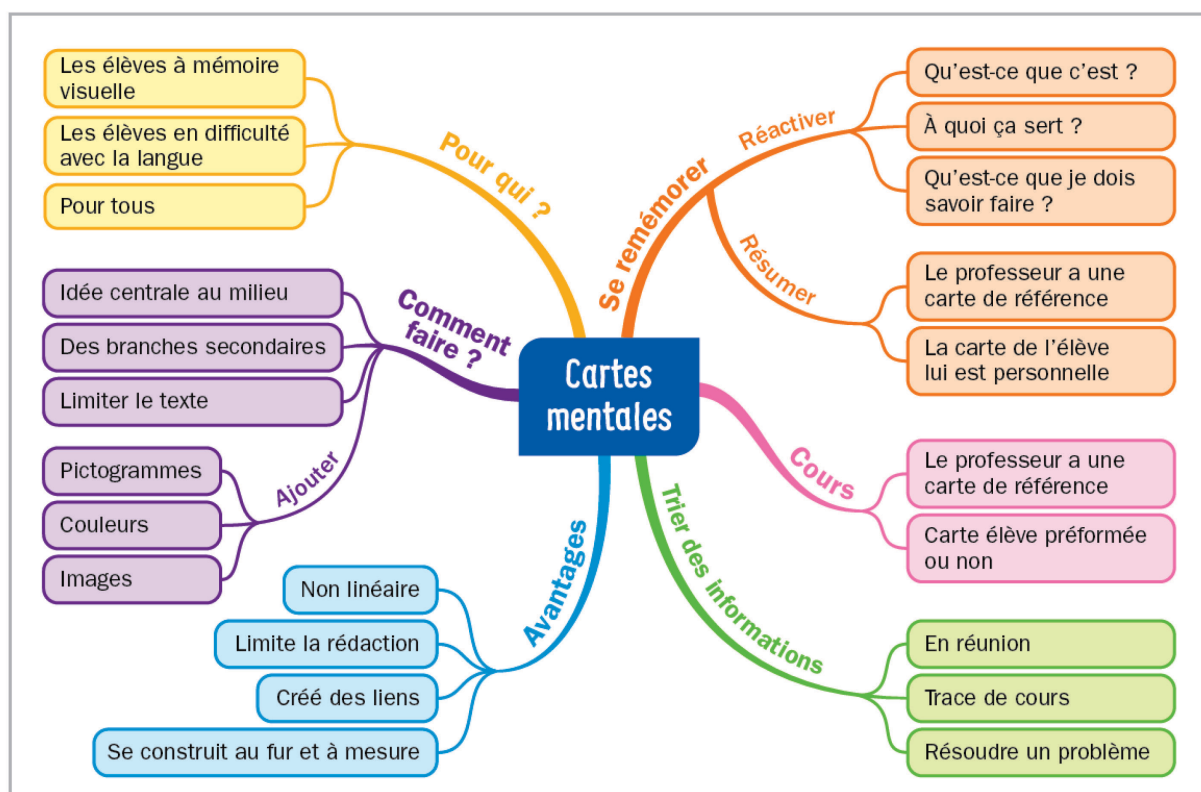 Cartes
mentales
Pour qui ?
Les élèves à mémoire
visuelle
Les élèves en difficulté
avec la langue
Pour tous
Comment
faire ?
Idée centrale au milieu
Des branches secondaires
Limiter le texte
Ajouter
Pictogrammes
Couleurs
Images
Avantages
Non linéaire
Limite la rédaction
Créé des liens
Se construit au fur et à mesure
Se remémorer
Réactiver
Qu'est-ce que c'est ?
À quoi ça sert ?
Qu'est-ce que je dois
savoir faire ?
Résumer
Le professeur a une
carte de référence
La carte de l'élève
lui est personnelle
Cours
Le professeur a une
carte de référence
Carte élève préformée
ou non
Trier des informations
En réunion
Trace de cours
Résoudre un problème